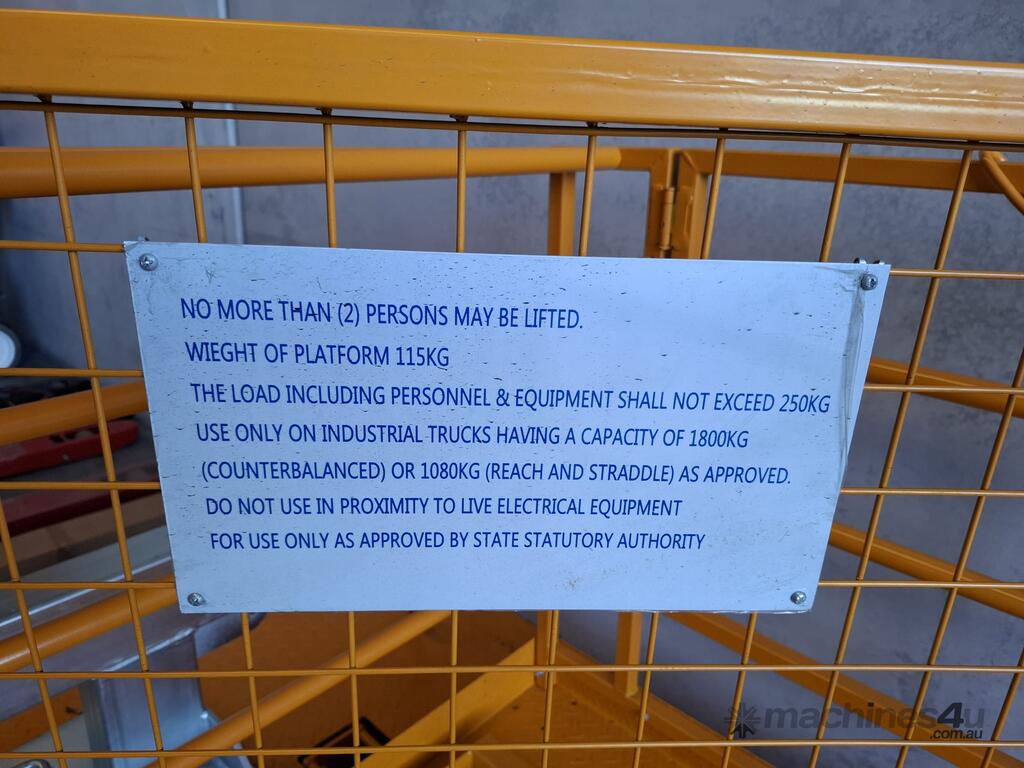 NO MORE THAN (2) PERSONS MAY BE LIFTED.
WIEGHT OF PLATFORM 115KG
THE LOAD INCLUDING PERSONNEL & EQUIPMENT SHALL NOT EXCEED 250KG
USE ONLY ON INDUSTRIAL TRUCKS HAVING A CAPACITY OF 1800KG
(COUNTERBALANCED) OR 1080KG (REACH AND STRADDLE) AS APPROVED.
DO NOT USE IN PROXIMITY TO LIVE ELECTRICAL EQUIPMENT
FOR USE ONLY AS APPROVED BY STATE STATUTORY AUTHORITY
machines4u
.com.au